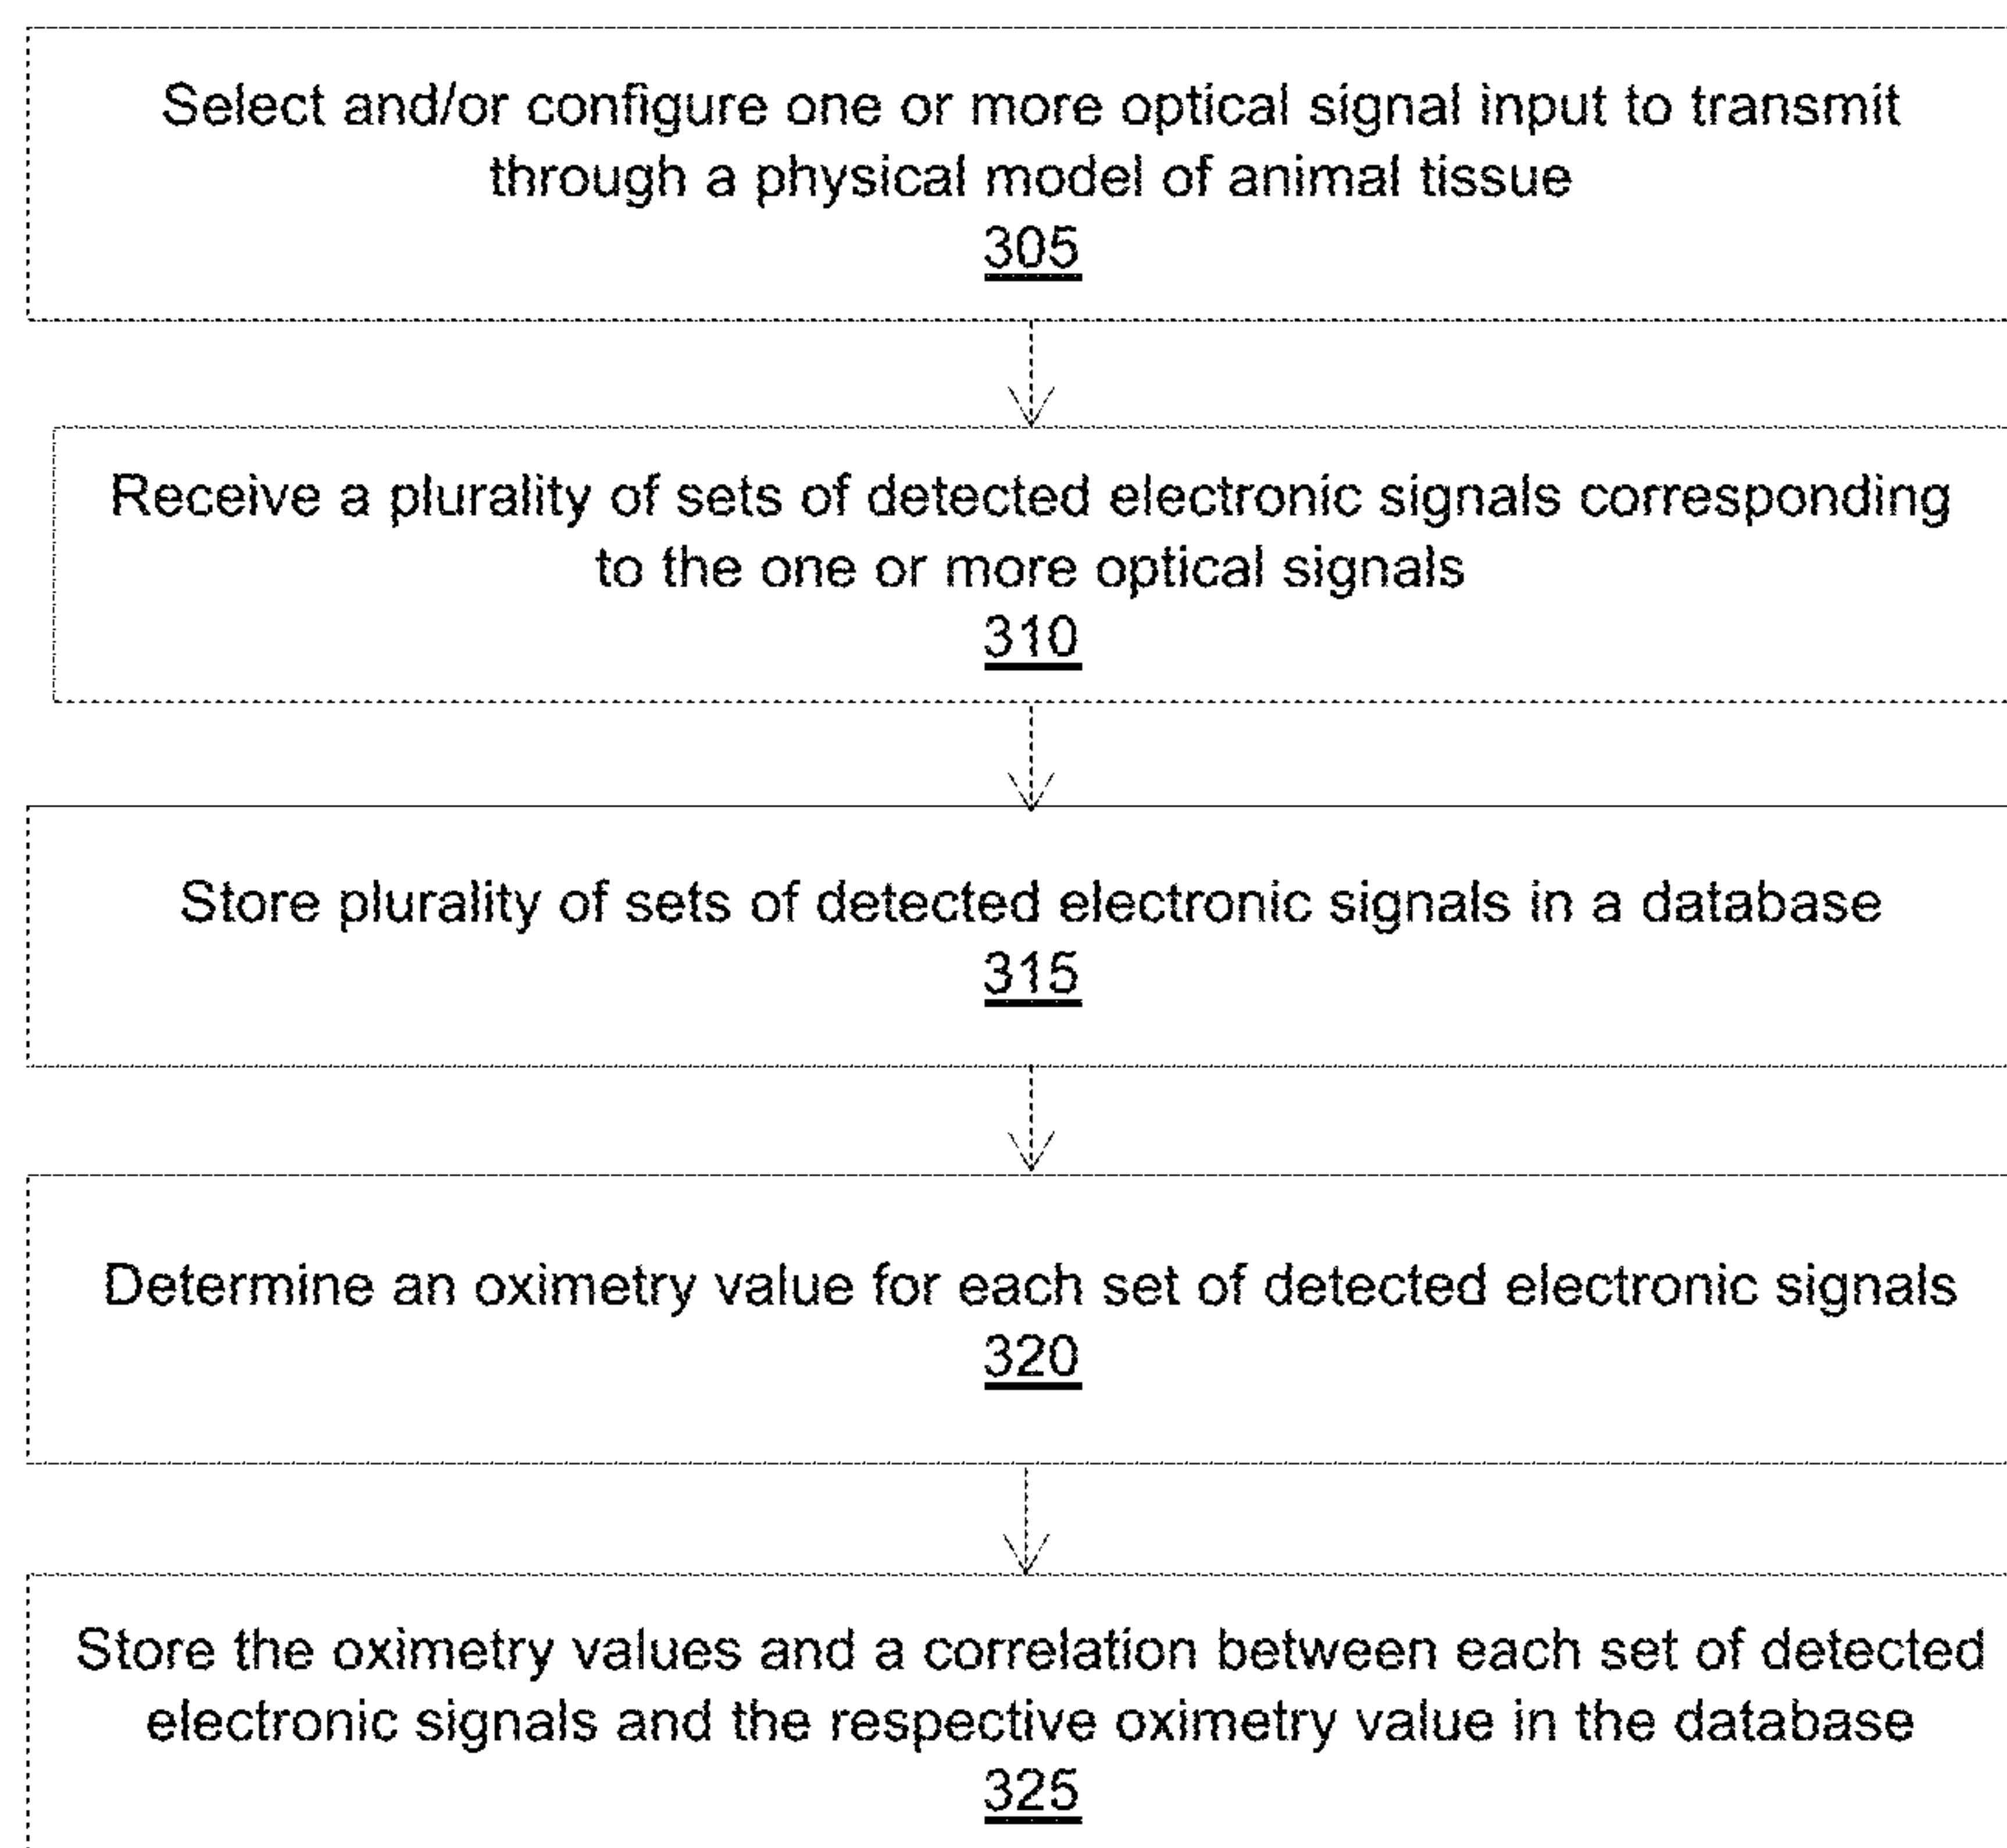 Select and/or configure one or more optical signal input to transmit
through a physical model of animal tissue
305
Receive a plurality of sets of detected electronic signals corresponding
to the one or more optical signals
310
Store plurality of sets of detected electronic signals in a database
315
Determine an oximetry value for each set of detected electronic signals
320
Store the oximetry values and a correlation between each set of detected
electronic signals and the respective oximetry value in the database
325